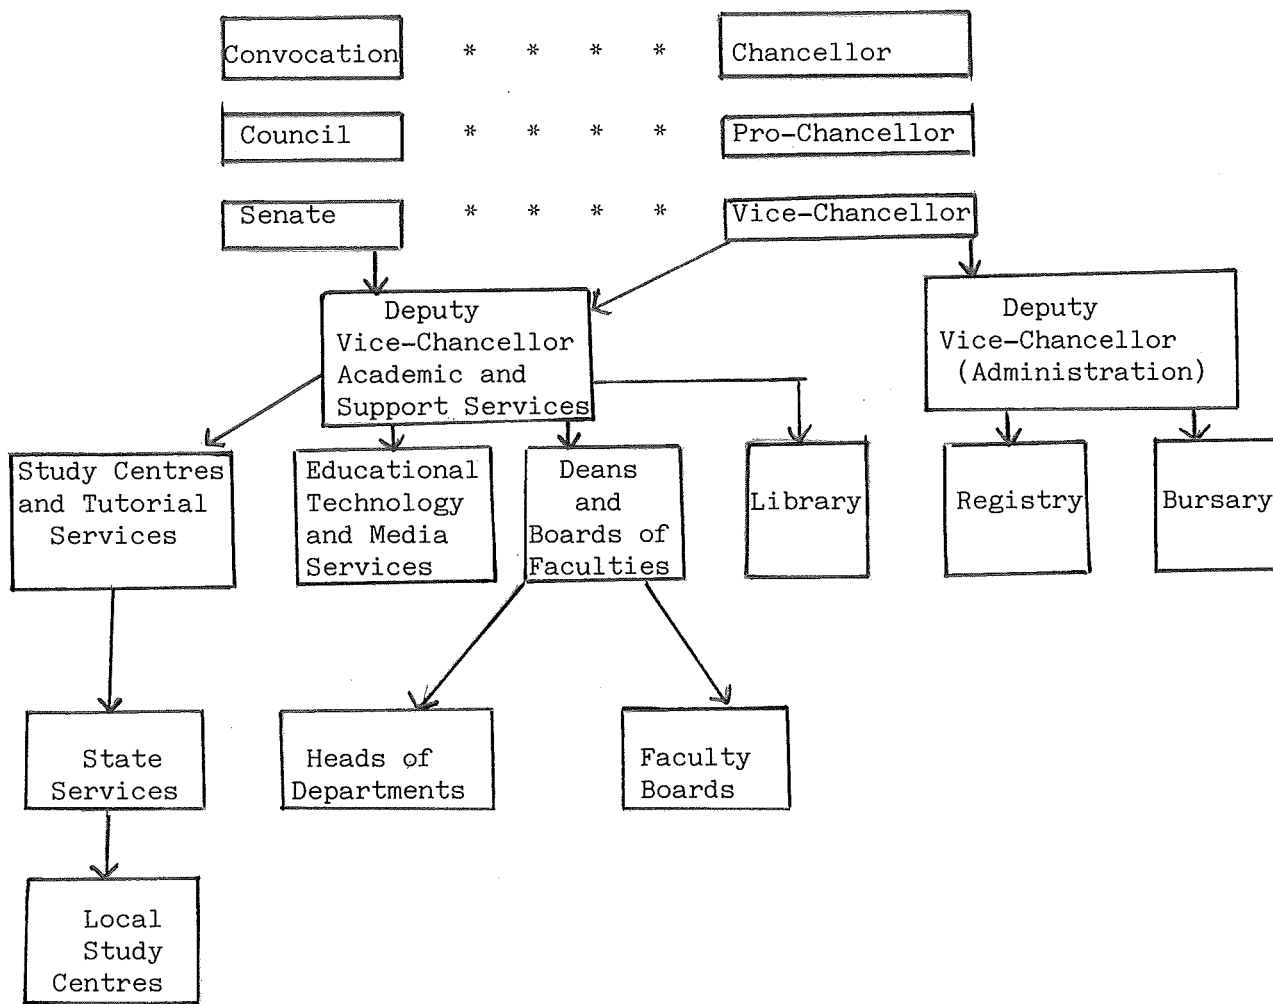 Convocation * * * * Chancellor
Council * * * * Pro-Chancellor
Senate * * * * Vice-Chancellor
Deputy
Vice-Chancellor
Academic and
Support Services
Deputy
Vice-Chancellor
(Administration)
Study Centres
and Tutorial
Services
Educational
Technology
and Media
Services
Deans
and
Boards of
Faculties
Library
Registry
Bursary
State
Services
Heads of
Departments
Faculty
Boards
Local
Study
Centres